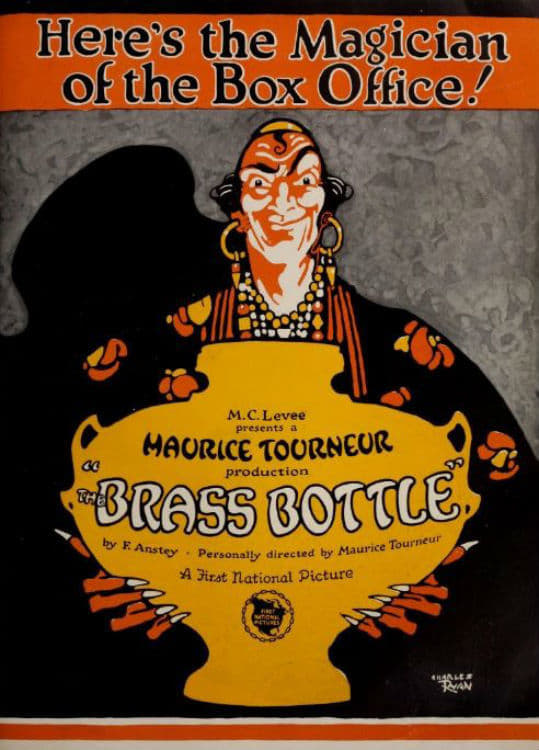 Here's the Magician
of the Box Office!
M.C. Levee
presents a
MAURICE TOURNEUR
production
"THE BRASS BOTTLE"
by F. Anstey · Personally directed by Maurice Tourneur
A First National Picture
FIRST
NATIONAL
PICTURES
CHARLES
RYAN